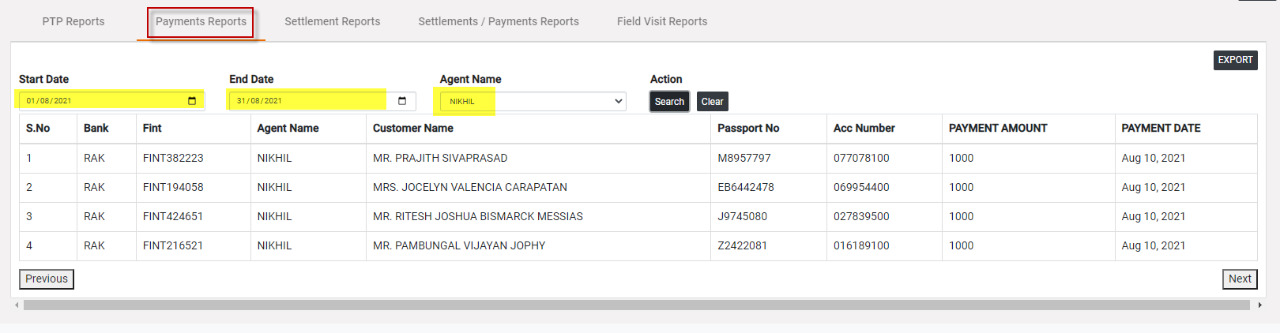 PTP Reports Payments Reports Settlement Reports Settlements / Payments Reports Field Visit Reports
EXPORT
Start Date End Date Agent Name Action
01/08/2021 31/08/2021 NIKHIL Search Clear
S.No Bank Fint Agent Name Customer Name Passport No Acc Number PAYMENT AMOUNT PAYMENT DATE
1 RAK FINT382223 NIKHIL MR. PRAJITH SIVAPRASAD M8957797 077078100 1000 Aug 10, 2021
2 RAK FINT194058 NIKHIL MRS. JOCELYN VALENCIA CARAPATAN EB6442478 069954400 1000 Aug 10, 2021
3 RAK FINT424651 NIKHIL MR. RITESH JOSHUA BISMARCK MESSIAS J9745080 027839500 1000 Aug 10, 2021
4 RAK FINT216521 NIKHIL MR. PAMBUNGAL VIJAYAN JOPHY Z2422081 016189100 1000 Aug 10, 2021
Previous Next